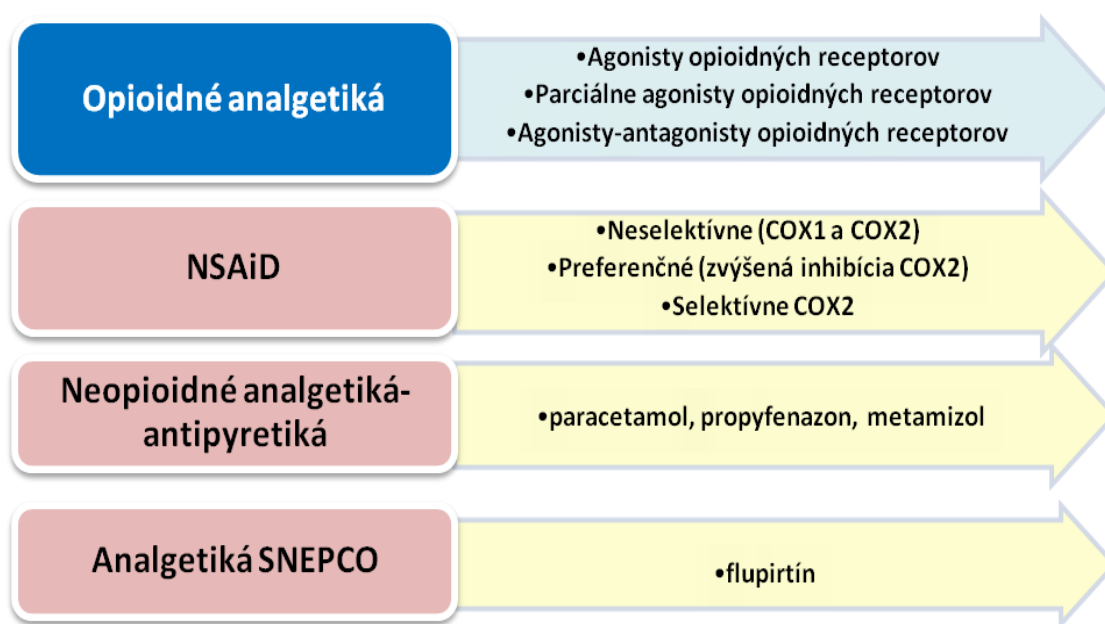 Opioidné analgetiká
•Agonisty opioidných receptorov
•Parciálne agonisty opioidných receptorov
•Agonisty-antagonisty opioidných receptorov
NSAiD
•Neselektívne (COX1 a COX2)
•Preferenčné (zvýšená inhibícia COX2)
•Selektívne COX2
Neopioidné analgetiká-
antipyretiká
•paracetamol, propyfenazon, metamizol
Analgetiká SNEPCO
•flupirtín